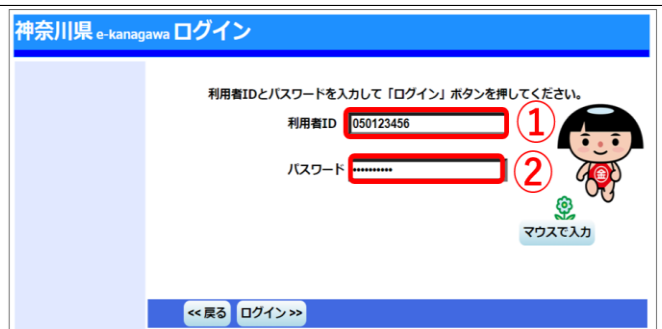 神奈川県 e-kanagawa ログイン
利用者IDとパスワードを入力して「ログイン」ボタンを押してください。
利用者ID 050123456 ①
パスワード •••••••••• ②
金
マウスで入力
<< 戻る ログイン >>